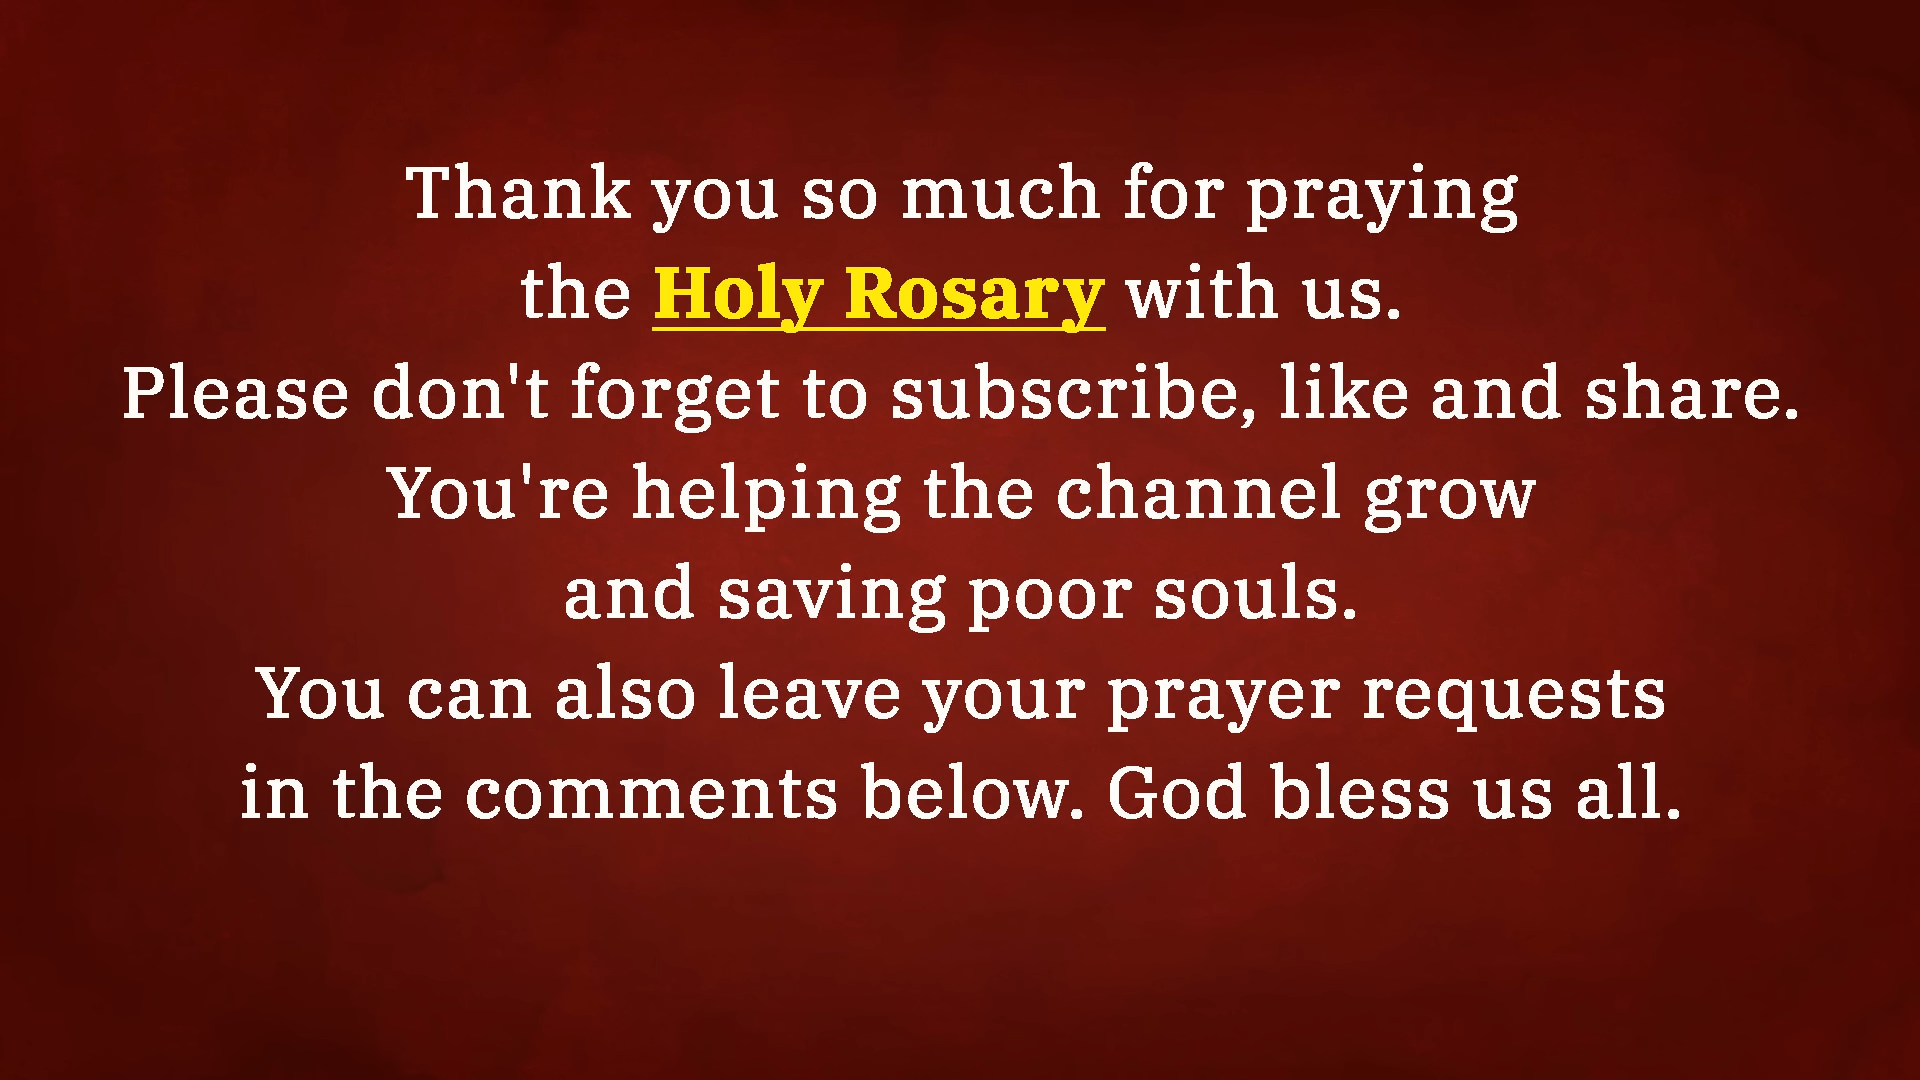 Thank you so much for praying
the Holy Rosary with us.
Please don't forget to subscribe, like and share.
You're helping the channel grow
and saving poor souls.
You can also leave your prayer requests
in the comments below. God bless us all.